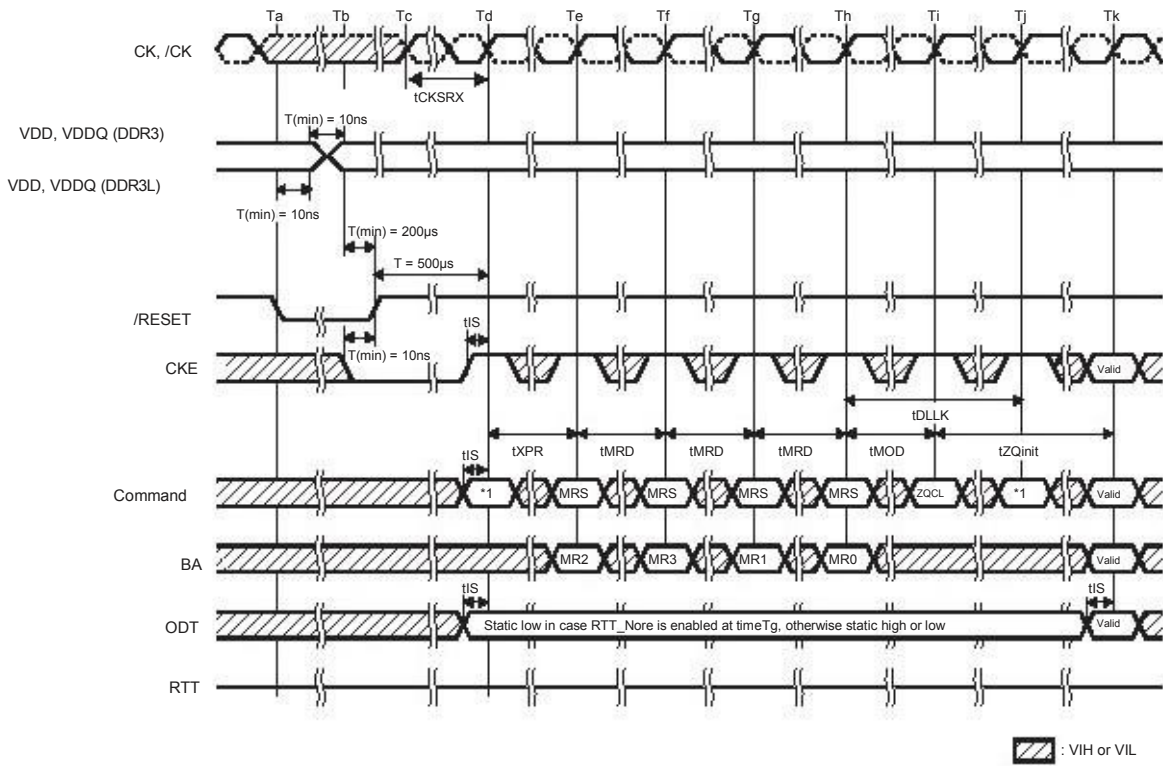 Ta Tb Tc Td Te Tf Tg Th Ti Tj Tk
CK, /CK
tCKSRX
T(min) = 10ns
VDD, VDDQ (DDR3)
VDD, VDDQ (DDR3L)
T(min) = 10ns
T(min) = 200µs
T = 500µs
/RESET
tIS
T(min) = 10ns
CKE
Valid
tDLLK
tXPR tMRD tMRD tMRD tMOD tZQinit
tIS
Command *1 MRS MRS MRS MRS ZQCL *1 Valid
BA MR2 MR3 MR1 MR0 Valid
tIS tIS
ODT Static low in case RTT_Nore is enabled at timeTg, otherwise static high or low Valid
RTT
: VIH or VIL